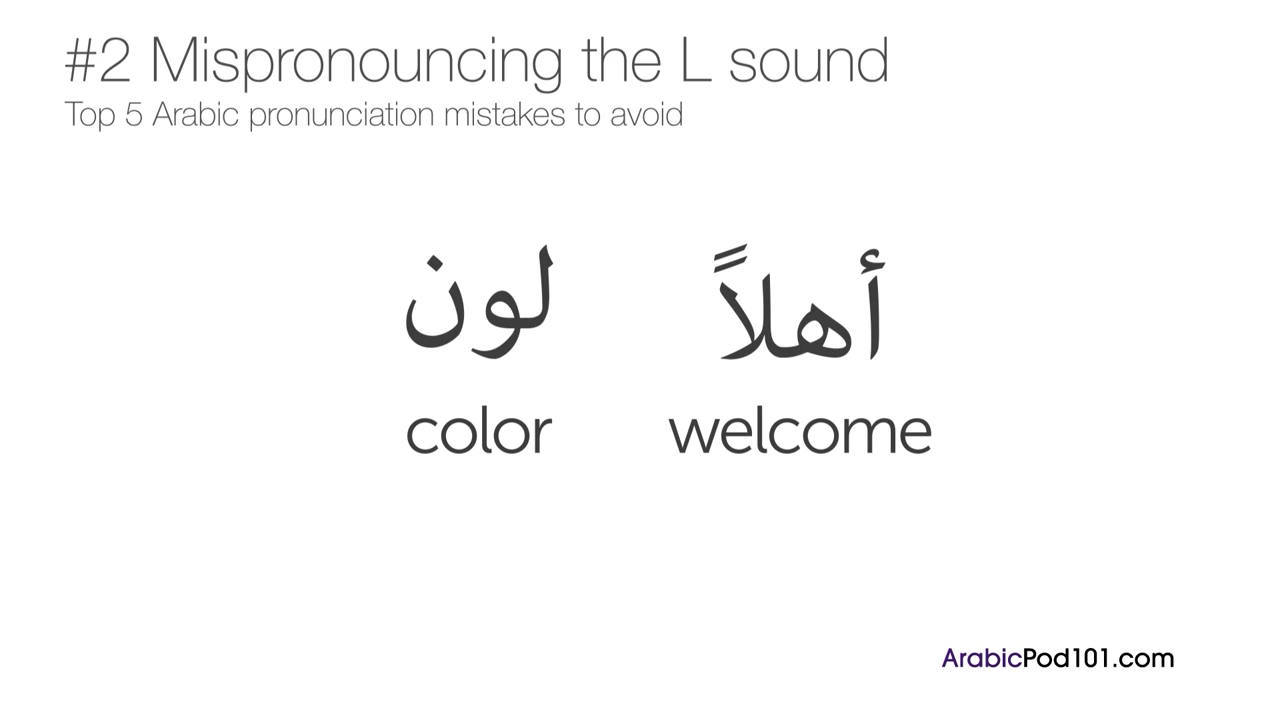 #2 Mispronouncing the L sound
Top 5 Arabic pronunciation mistakes to avoid
لون
أهلاً
color
welcome
ArabicPod101.com